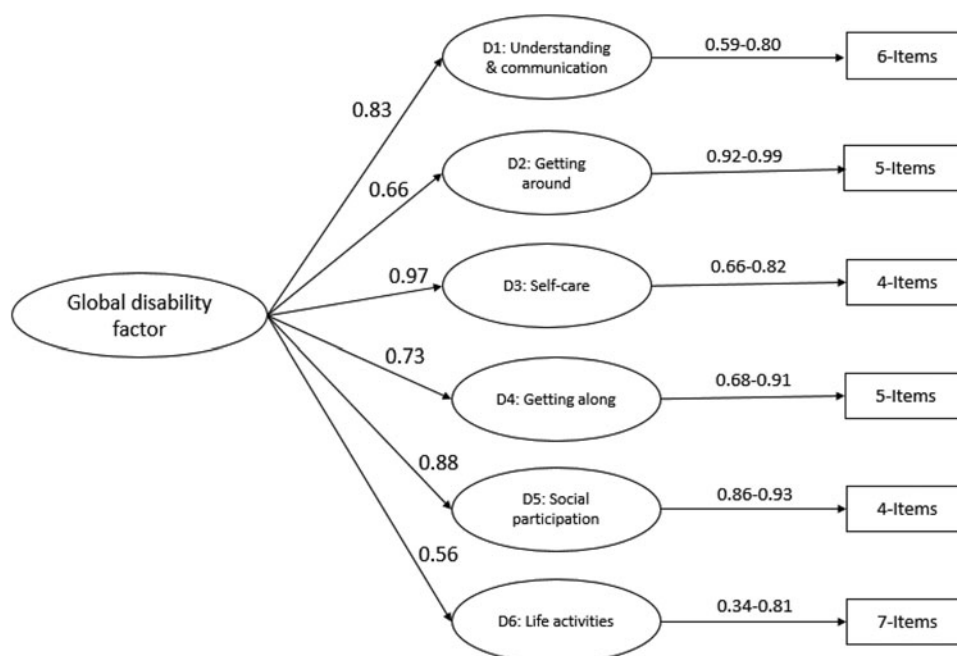 D1: Understanding
& communication
0.59-0.80
6-Items
0.83
D2: Getting
around
0.92-0.99
5-Items
0.66
Global disability
factor
0.97
D3: Self-care
0.66-0.82
4-Items
0.73
D4: Getting along
0.68-0.91
5-Items
0.88
D5: Social
participation
0.86-0.93
4-Items
0.56
D6: Life activities
0.34-0.81
7-Items